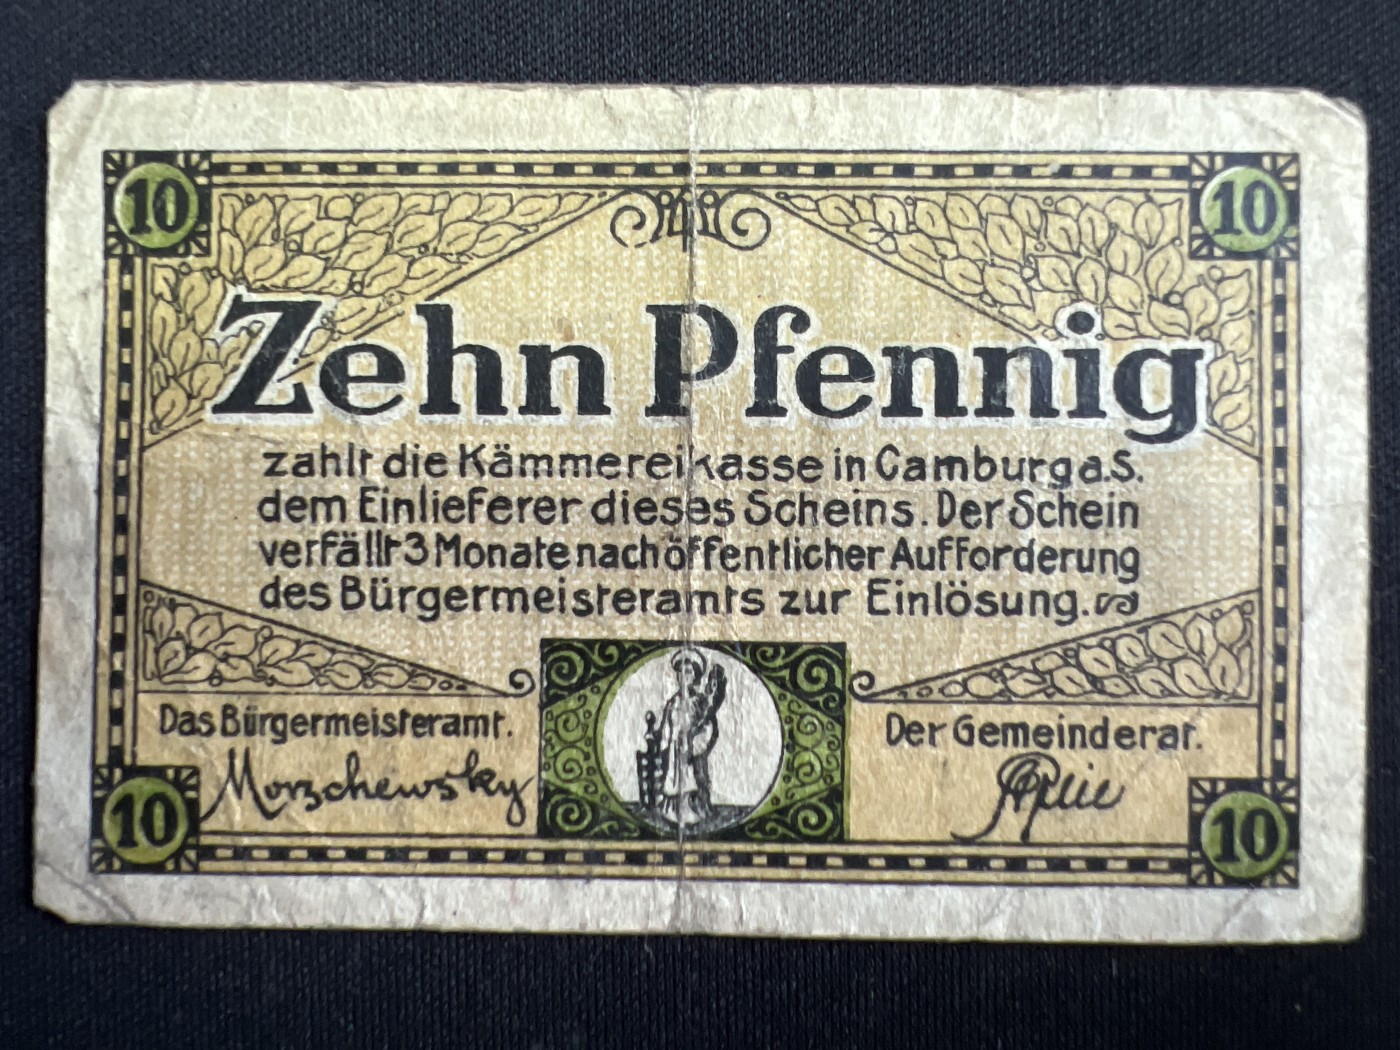 10 10
Zehn Pfennig
zahlt die Kämmereikasse in Camburg a.S.
dem Einlieferer dieses Scheins. Der Schein
verfällt 3 Monate nach öffentlicher Aufforderung
des Bürgermeisteramts zur Einlösung.
Das Bürgermeisteramt. Der Gemeinderat.
Morzchewsky
10 10